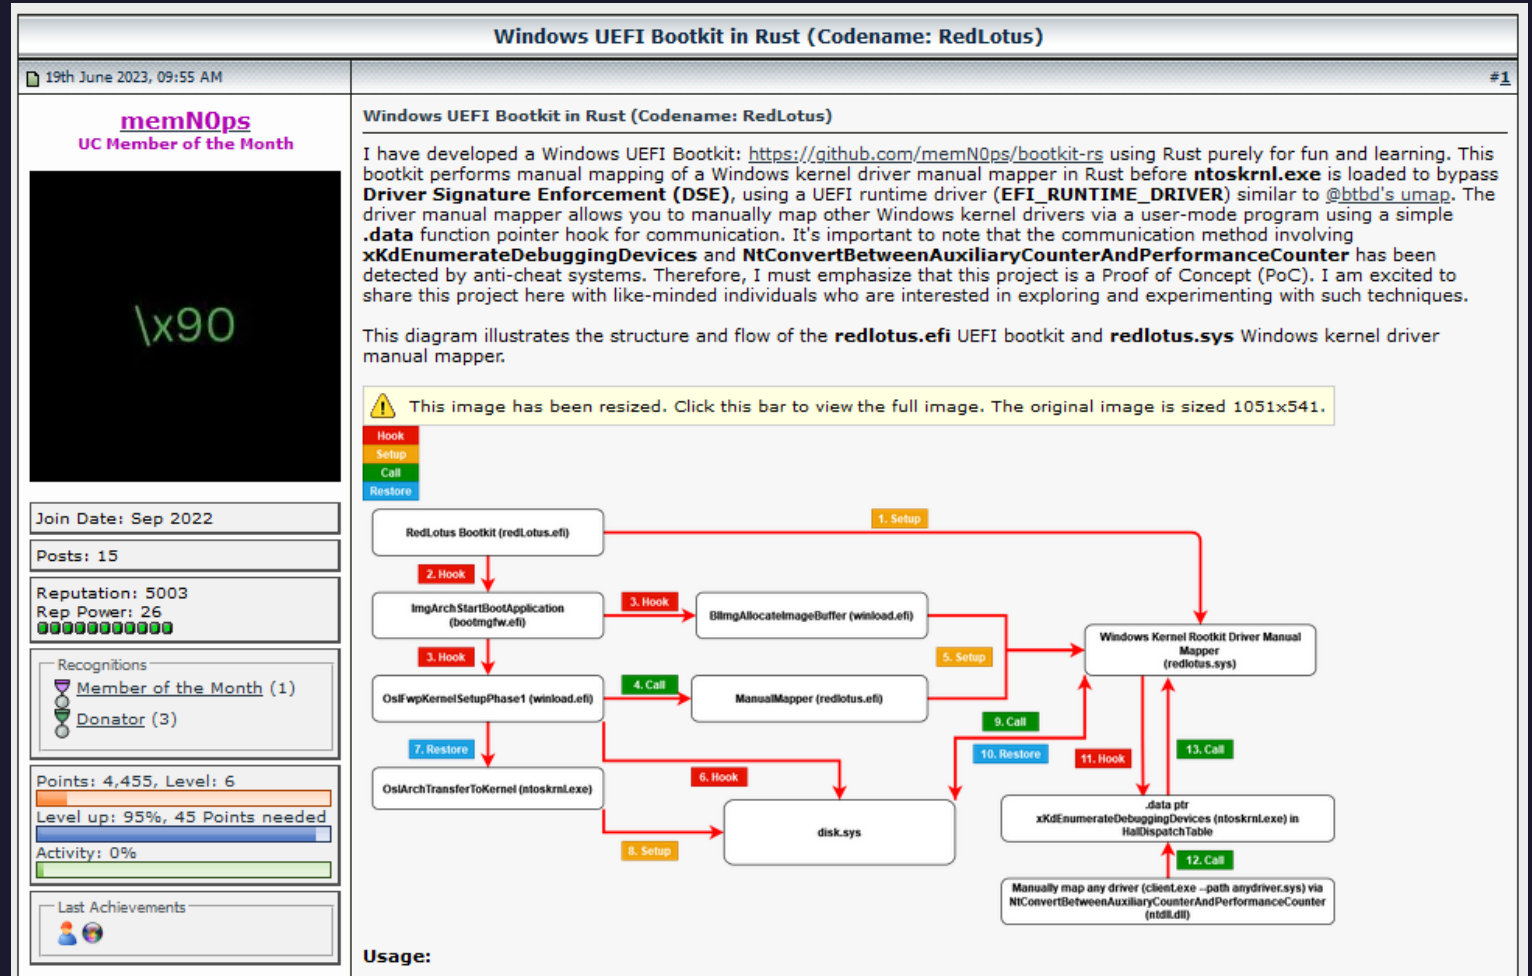 Windows UEFI Bootkit in Rust (Codename: RedLotus)
19th June 2023, 09:55 AM
#1
memN0ps
UC Member of the Month
\x90
Join Date: Sep 2022
Posts: 15
Reputation: 5003
Rep Power: 26
Recognitions
Member of the Month (1)
Donator (3)
Points: 4,455, Level: 6
Level up: 95%, 45 Points needed
Activity: 0%
Last Achievements
Windows UEFI Bootkit in Rust (Codename: RedLotus)
I have developed a Windows UEFI Bootkit: https://github.com/memN0ps/bootkit-rs using Rust purely for fun and learning. This
bootkit performs manual mapping of a Windows kernel driver manual mapper in Rust before ntoskrnl.exe is loaded to bypass
Driver Signature Enforcement (DSE), using a UEFI runtime driver (EFI_RUNTIME_DRIVER) similar to @btbd's umap. The
driver manual mapper allows you to manually map other Windows kernel drivers via a user-mode program using a simple
.data function pointer hook for communication. It's important to note that the communication method involving
xKdEnumerateDebuggingDevices and NtConvertBetweenAuxiliaryCounterAndPerformanceCounter has been
detected by anti-cheat systems. Therefore, I must emphasize that this project is a Proof of Concept (PoC). I am excited to
share this project here with like-minded individuals who are interested in exploring and experimenting with such techniques.
This diagram illustrates the structure and flow of the redlotus.efi UEFI bootkit and redlotus.sys Windows kernel driver
manual mapper.
This image has been resized. Click this bar to view the full image. The original image is sized 1051x541.
Hook
Setup
Call
Restore
RedLotus Bootkit (redLotus.efi)
1. Setup
2. Hook
ImgArchStartBootApplication
(bootmgfw.efi)
3. Hook
BlImgAllocateImageBuffer (winload.efi)
Windows Kernel Rootkit Driver Manual
Mapper
(redlotus.sys)
3. Hook
5. Setup
OslFwpKernelSetupPhase1 (winload.efi)
4. Call
ManualMapper (redlotus.efi)
9. Call
7. Restore
10. Restore
11. Hook
13. Call
6. Hook
OslArchTransferToKernel (ntoskrnl.exe)
disk.sys
.data ptr
xKdEnumerateDebuggingDevices (ntoskrnl.exe) in
HalDispatchTable
8. Setup
12. Call
Manually map any driver (client.exe --path anydriver.sys) via
NtConvertBetweenAuxiliaryCounterAndPerformanceCounter
(ntdll.dll)
Usage: